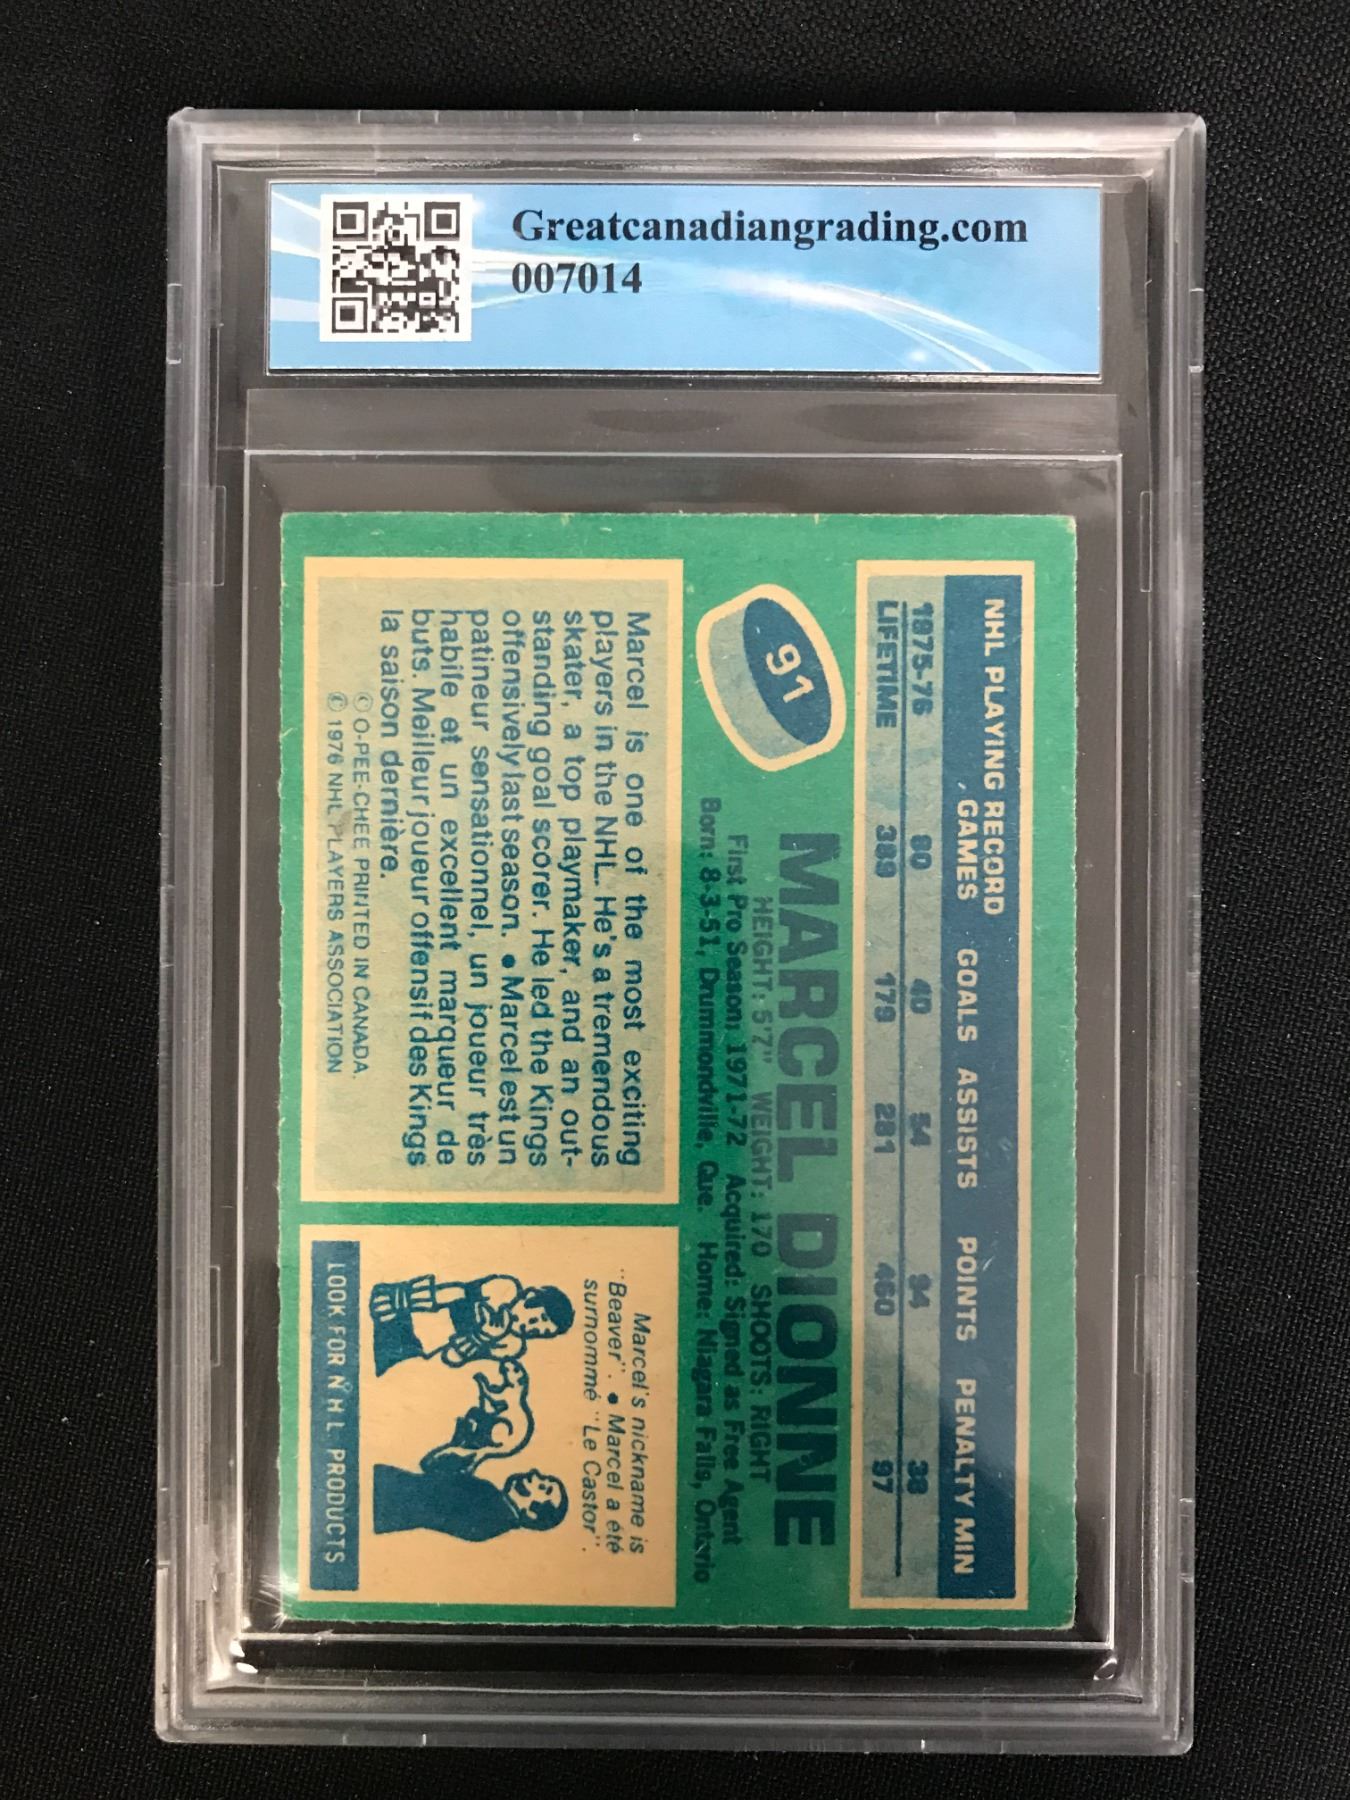 Greatcanadiangrading.com
007014
NHL PLAYING RECORD
GAMES GOALS ASSISTS POINTS PENALTY MIN
1975-76 80 40 54 94 38
LIFETIME 389 179 281 460 97
91
MARCEL DIONNE
HEIGHT: 5'7" WEIGHT: 170 SHOOTS: RIGHT
First Pro Season: 1971-72 Acquired: Signed as Free Agent
Born: 8-3-51, Drummondville, Que. Home: Niagara Falls, Ontario
Marcel is one of the most exciting
players in the NHL. He's a tremendous
skater, a top playmaker, and an out-
standing goal scorer. He led the Kings
offensively last season. • Marcel est un
patineur sensationnel, un joueur très
habile et un excellent marqueur de
buts. Meilleur joueur offensif des Kings
la saison dernière.
© O-PEE-CHEE PRINTED IN CANADA.
© 1976 NHL PLAYERS ASSOCIATION
Marcel's nickname is
"Beaver". • Marcel a été
surnommé "Le Castor".
LOOK FOR N H L PRODUCTS